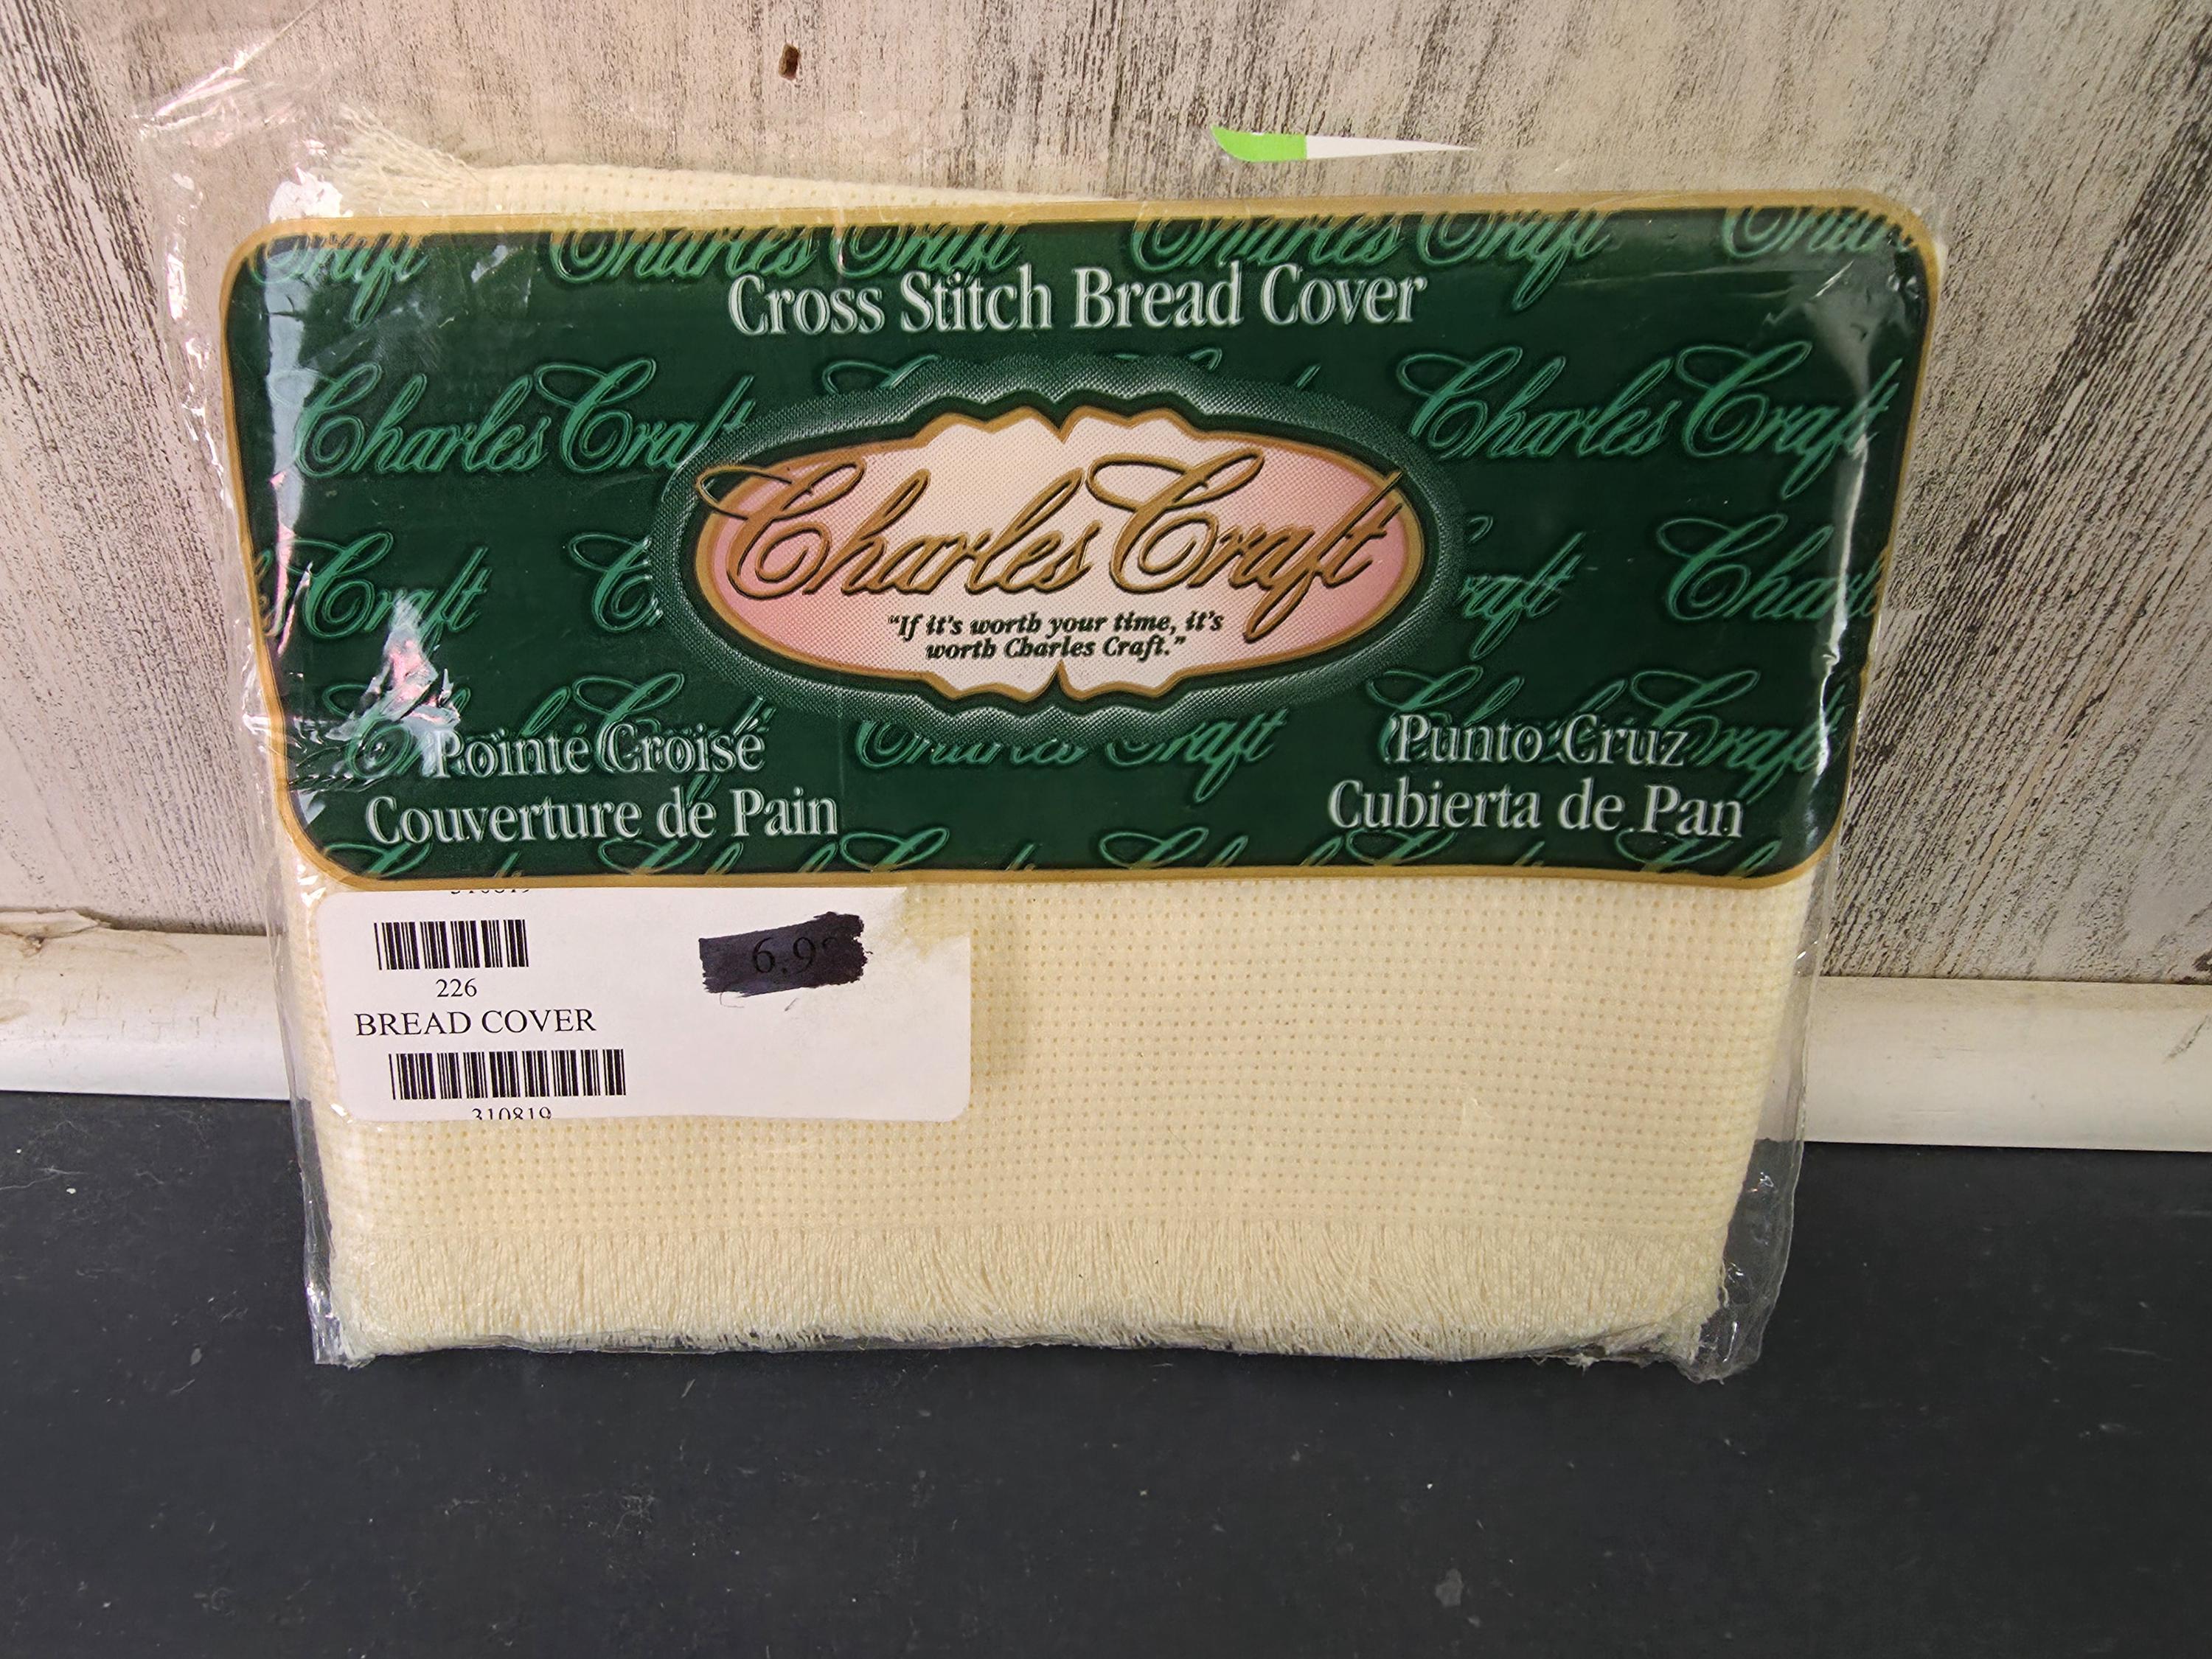 Cross Stitch Bread Cover
Charles Craft
"If it's worth your time, it's
worth Charles Craft."
Pointé Croisé
Couverture de Pain
Punto Cruz
Cubierta de Pan
226
BREAD COVER
310819